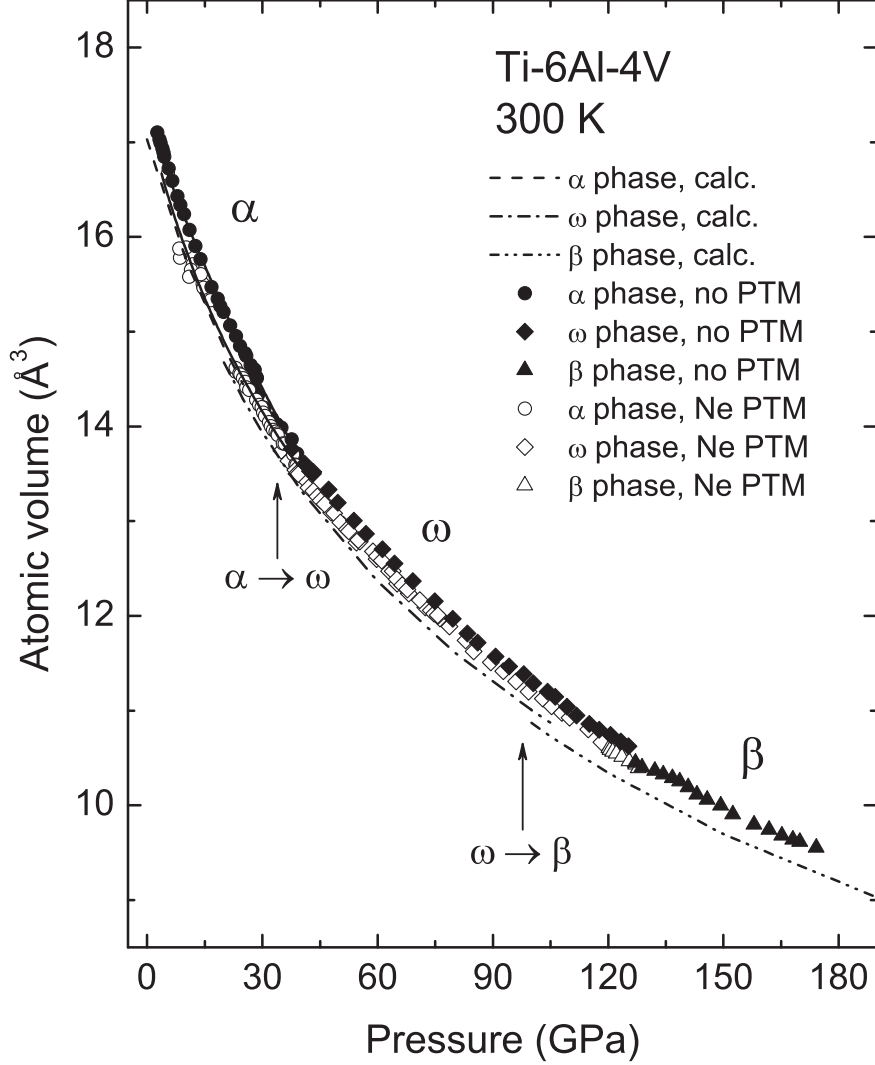 Ti-6Al-4V
300 K
α phase, calc.
ω phase, calc.
β phase, calc.
α phase, no PTM
ω phase, no PTM
β phase, no PTM
α phase, Ne PTM
ω phase, Ne PTM
β phase, Ne PTM
α
ω
β
α → ω
ω → β
18
16
14
12
10
Atomic volume (Å³)
0 30 60 90 120 150 180
Pressure (GPa)